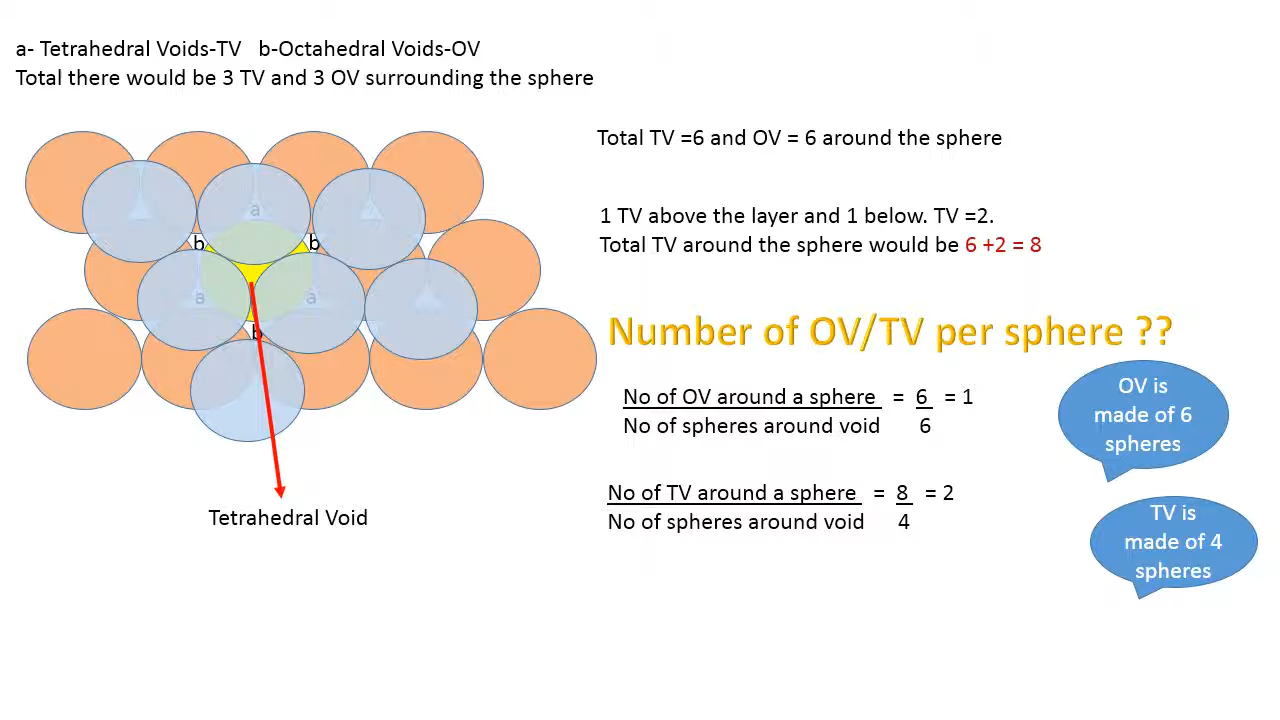 a- Tetrahedral Voids-TV b-Octahedral Voids-OV
Total there would be 3 TV and 3 OV surrounding the sphere
Total TV =6 and OV = 6 around the sphere
1 TV above the layer and 1 below. TV =2.
Total TV around the sphere would be 6 +2 = 8
a
b b
a a
b
Tetrahedral Void
Number of OV/TV per sphere ??
No of OV around a sphere = 6 = 1
No of spheres around void 6
No of TV around a sphere = 8 = 2
No of spheres around void 4
OV is
made of 6
spheres
TV is
made of 4
spheres